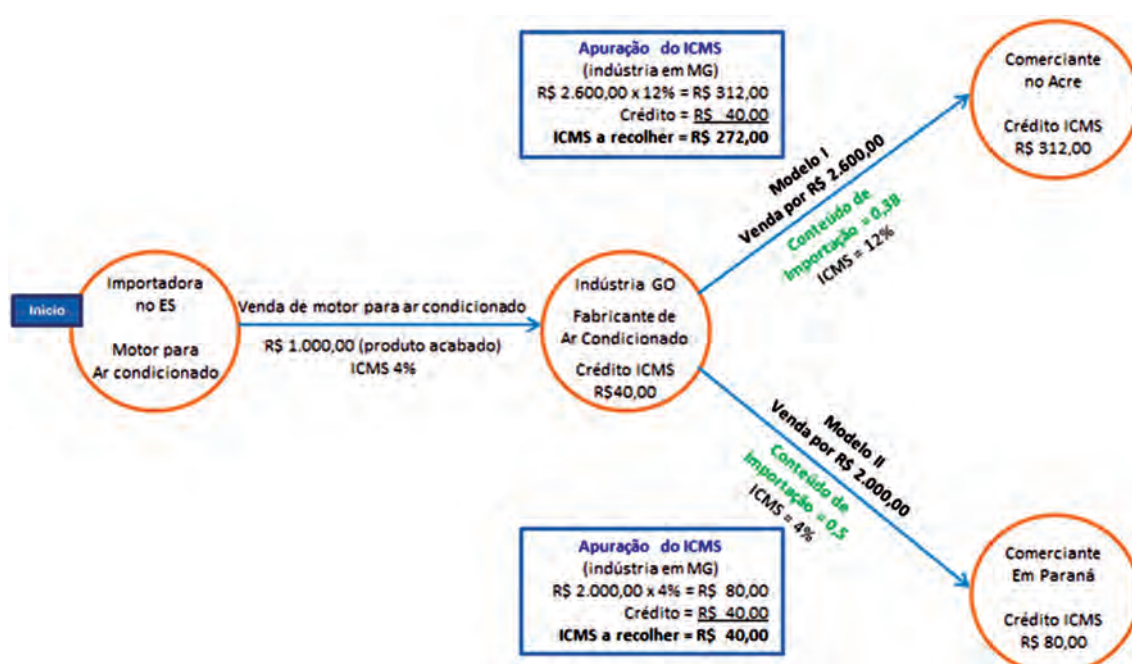 Início
Importadora
no ES
Motor para
Ar condicionado
Venda de motor para ar condicionado
R$ 1.000,00 (produto acabado)
ICMS 4%
Indústria GO
Fabricante de
Ar Condicionado
Crédito ICMS
R$40,00
Apuração do ICMS
(indústria em MG)
R$ 2.600,00 x 12% = R$ 312,00
Crédito = R$ 40,00
ICMS a recolher = R$ 272,00
Modelo I
Venda por R$ 2.600,00
Conteúdo de
Importação = 0,38
ICMS = 12%
Comerciante
no Acre
Crédito ICMS
R$ 312,00
Modelo II
Venda por R$ 2.000,00
Conteúdo de
Importação = 0,5
ICMS = 4%
Apuração do ICMS
(indústria em MG)
R$ 2.000,00 x 4% = R$ 80,00
Crédito = R$ 40,00
ICMS a recolher = R$ 40,00
Comerciante
Em Paraná
Crédito ICMS
R$ 80,00